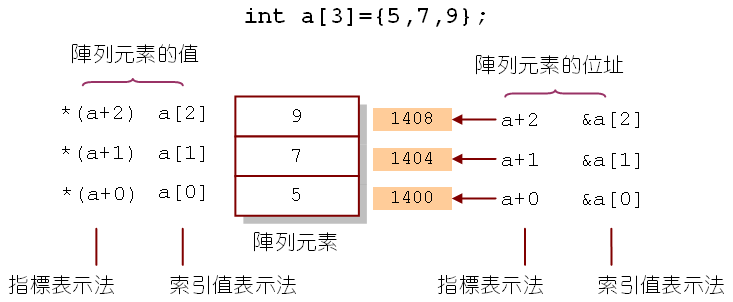 int a[3]={5,7,9};
陣列元素的值
陣列元素的位址
*(a+2) a[2] 9 1408 a+2 &a[2]
*(a+1) a[1] 7 1404 a+1 &a[1]
*(a+0) a[0] 5 1400 a+0 &a[0]
陣列元素
指標表示法 索引值表示法 指標表示法 索引值表示法